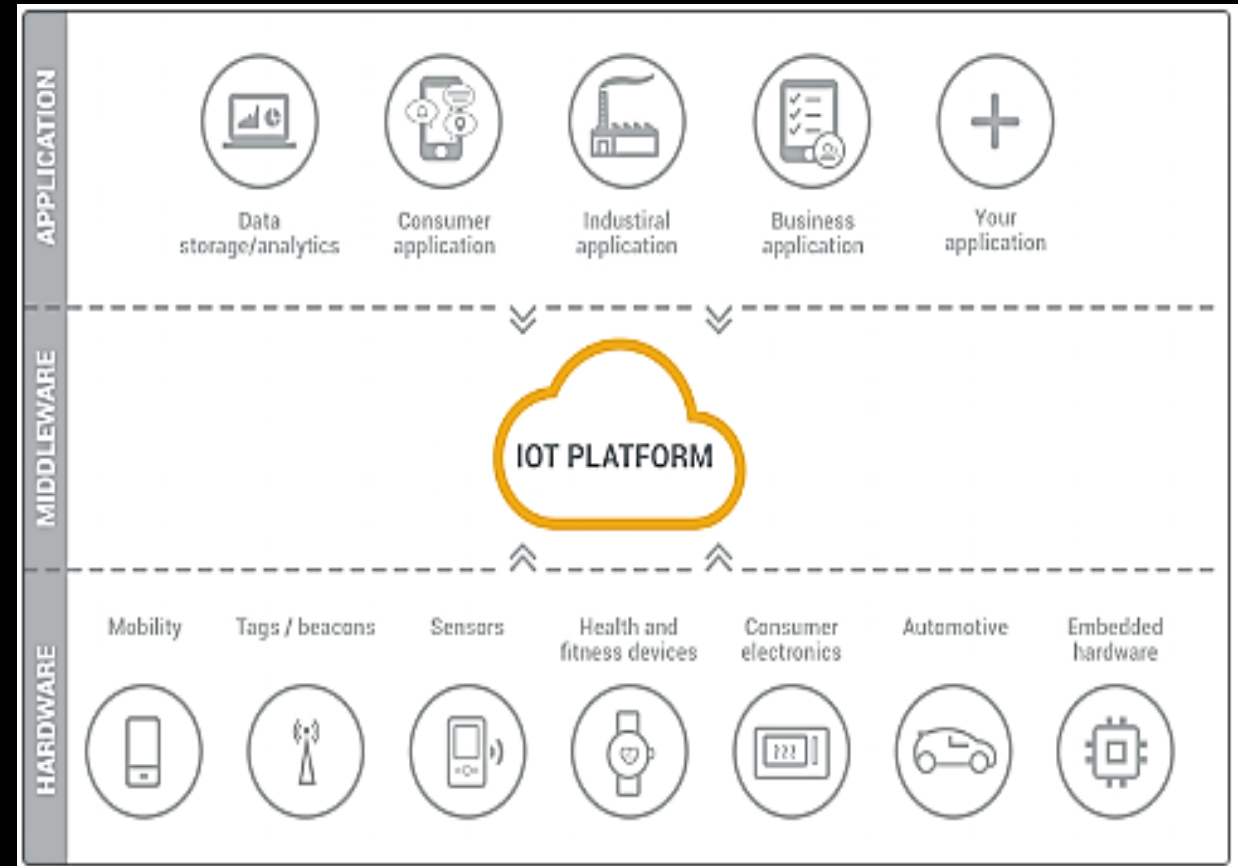 APPLICATION
Data
storage/analytics
Consumer
application
Industiral
application
Business
application
Your
application
MIDDLEWARE
IOT PLATFORM
HARDWARE
Mobility
Tags / beacons
Sensors
Health and
fitness devices
Consumer
electronics
Automotive
Embedded
hardware